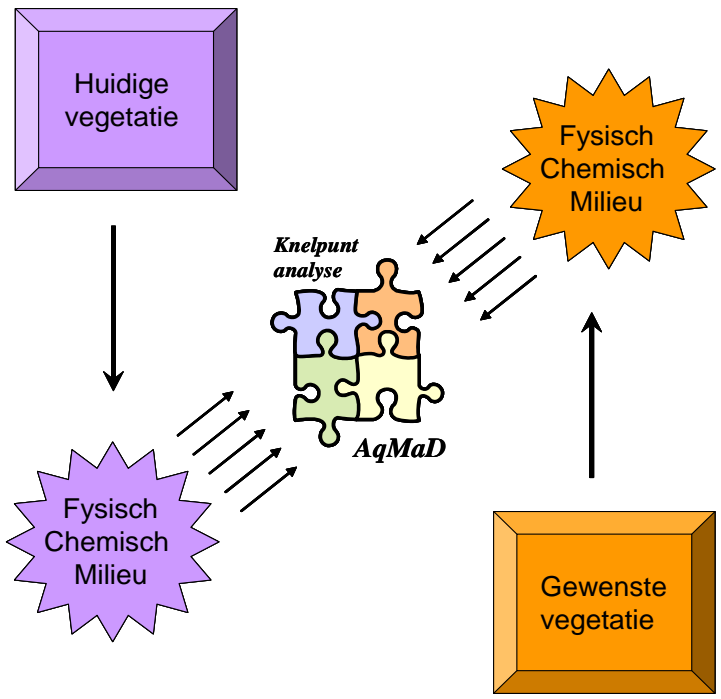 Huidige
vegetatie
Fysisch
Chemisch
Milieu
Knelpunt
analyse
AqMaD
Fysisch
Chemisch
Milieu
Gewenste
vegetatie